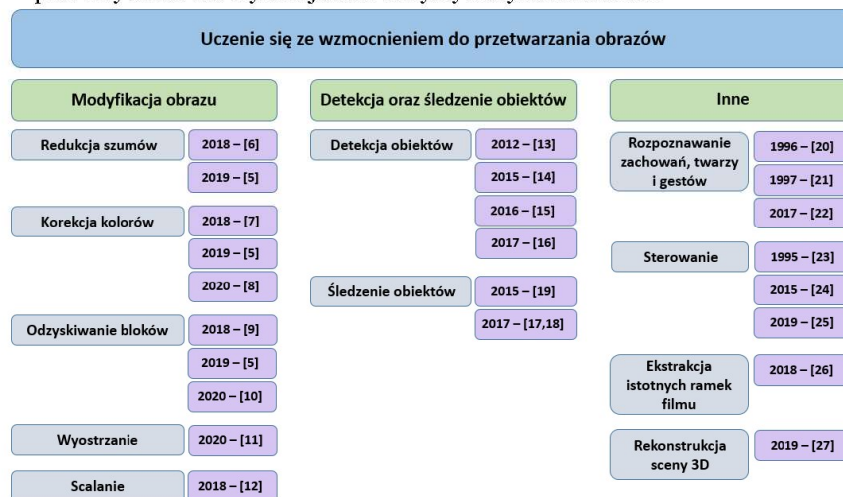 Uczenie się ze wzmocnieniem do przetwarzania obrazów
Modyfikacja obrazu
Redukcja szumów
2018 – [6]
2019 – [5]
Korekcja kolorów
2018 – [7]
2019 – [5]
2020 – [8]
Odzyskiwanie bloków
2018 – [9]
2019 – [5]
2020 – [10]
Wyostrzanie
2020 – [11]
Scalanie
2018 – [12]
Detekcja oraz śledzenie obiektów
Detekcja obiektów
2012 – [13]
2015 – [14]
2016 – [15]
2017 – [16]
Śledzenie obiektów
2015 – [19]
2017 – [17,18]
Inne
Rozpoznawanie
zachowań, twarzy
i gestów
1996 – [20]
1997 – [21]
2017 – [22]
Sterowanie
1995 – [23]
2015 – [24]
2019 – [25]
Ekstrakcja
istotnych ramek
filmu
2018 – [26]
Rekonstrukcja
sceny 3D
2019 – [27]